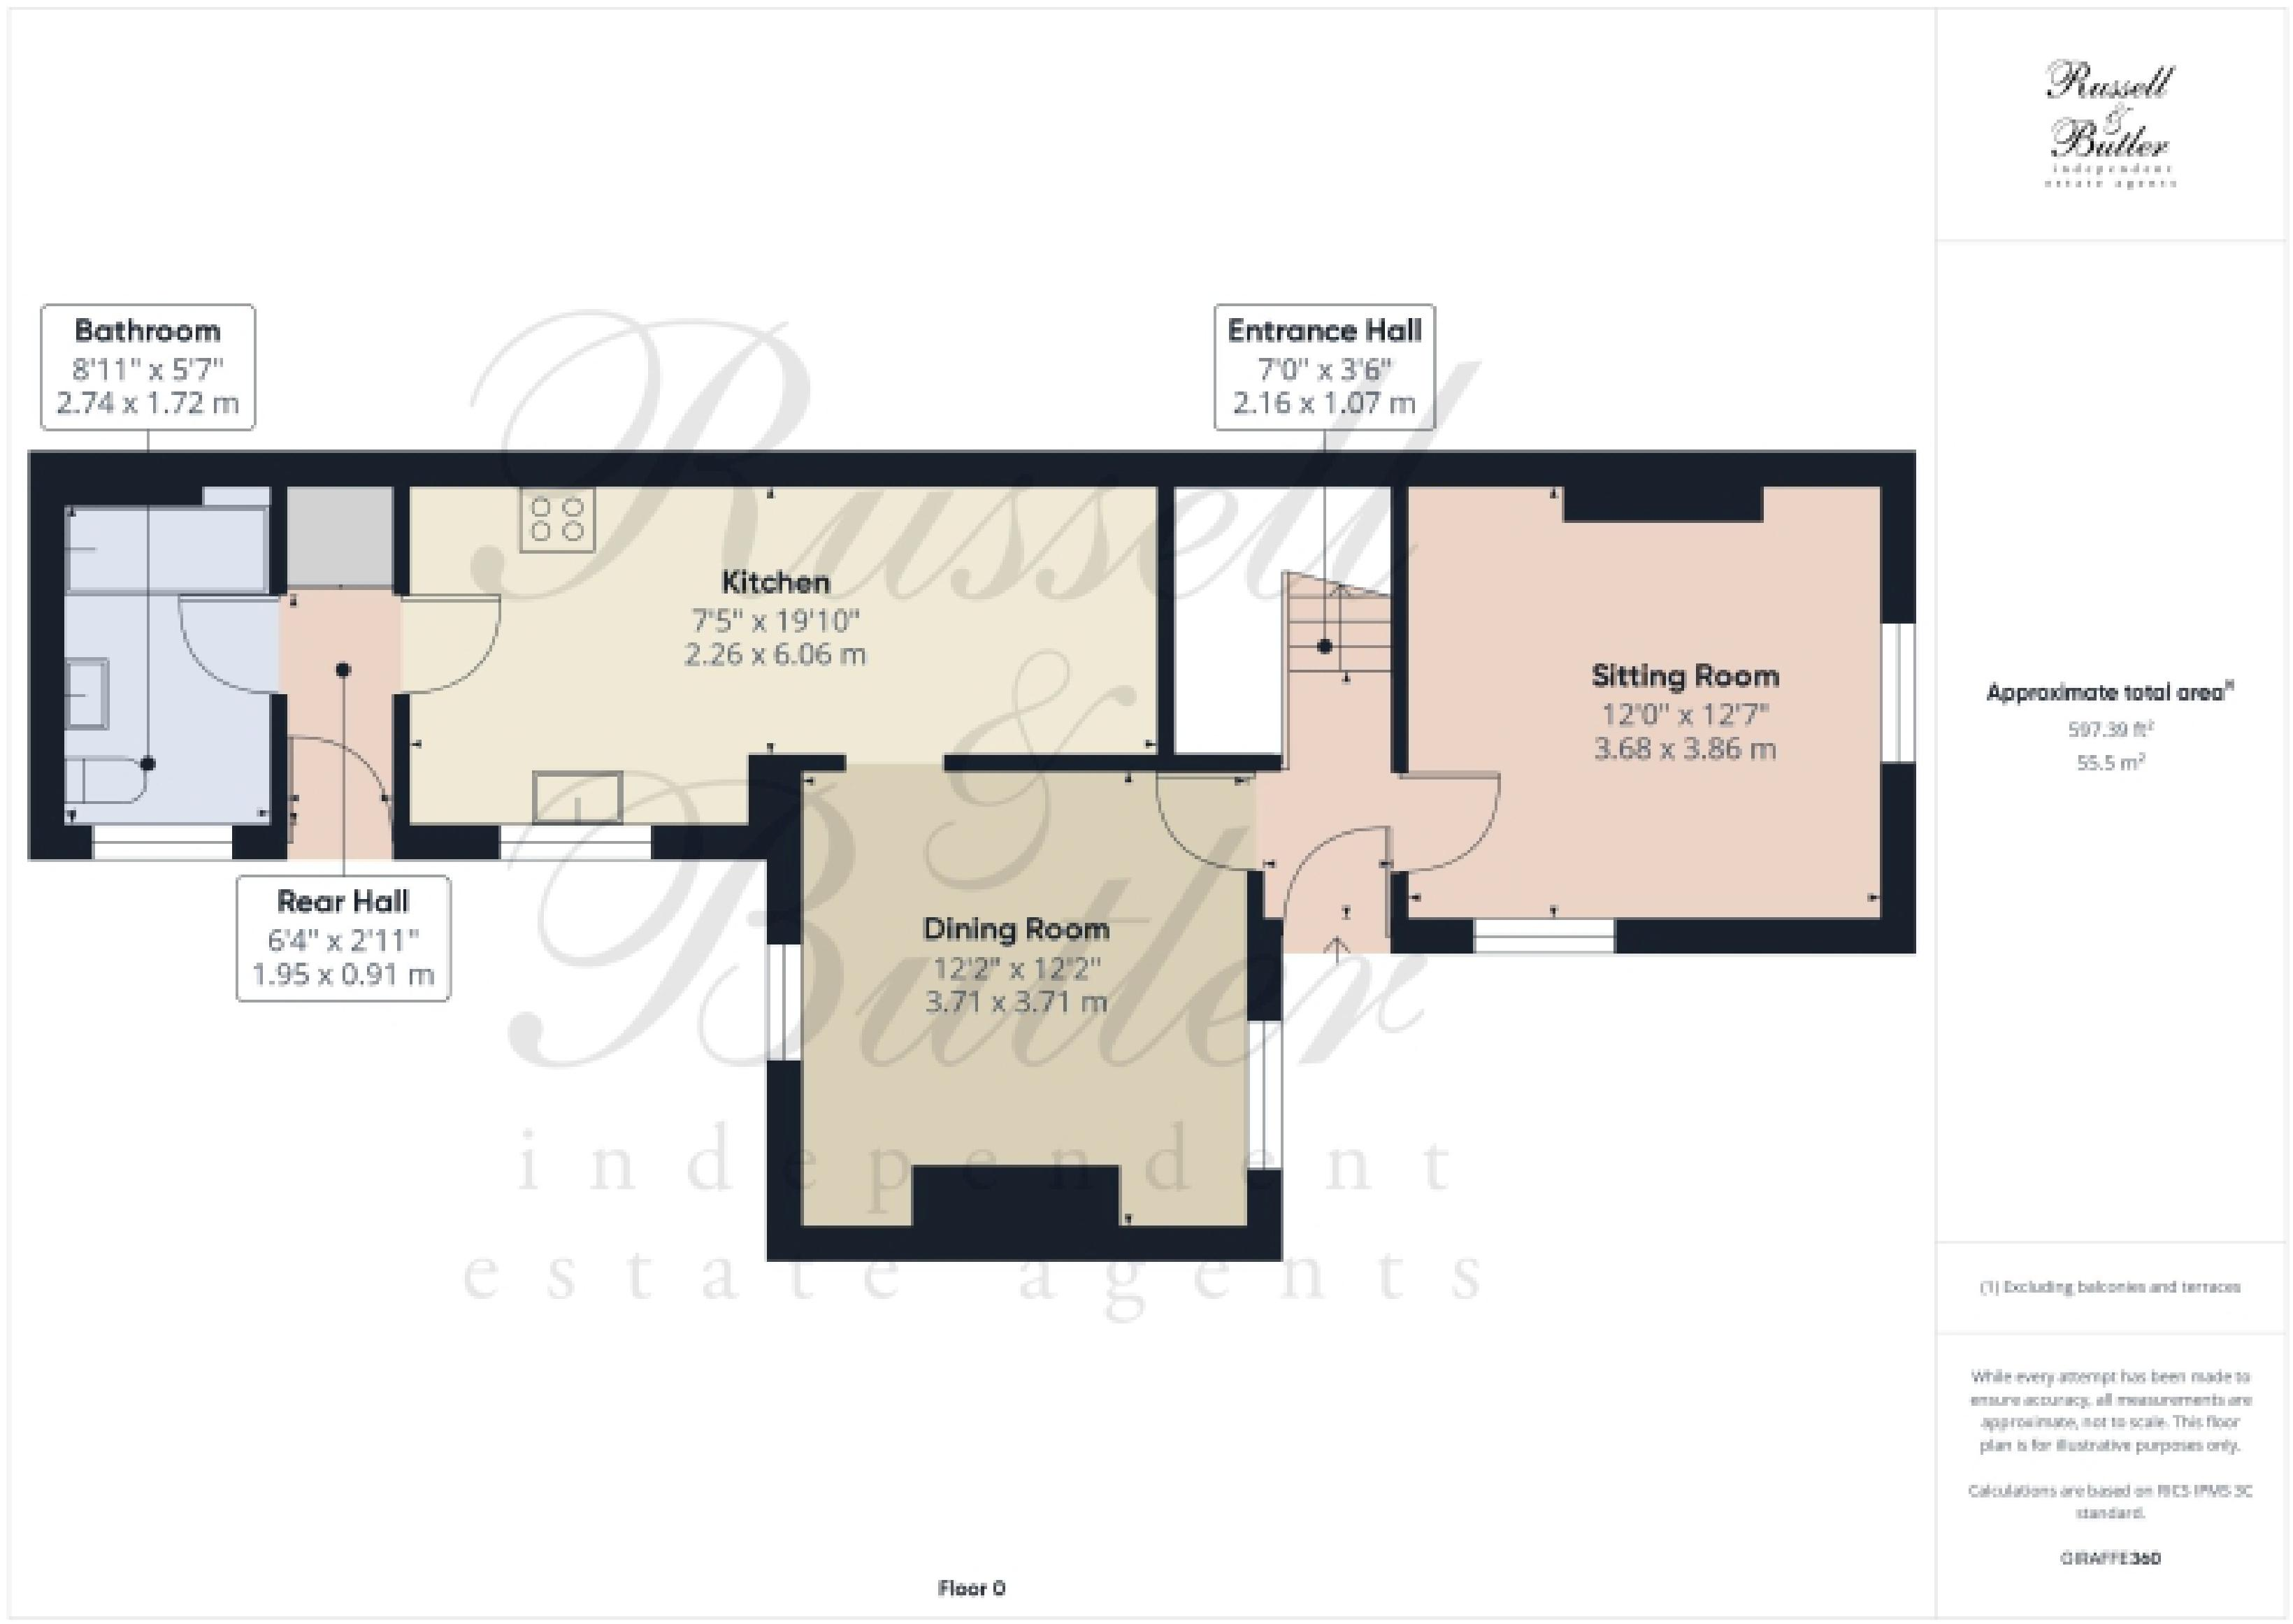 Russell
&
Butler
independent
estate agents
Bathroom
8'11" x 5'7"
2.74 x 1.72 m
Entrance Hall
7'0" x 3'6"
2.16 x 1.07 m
Kitchen
7'5" x 19'10"
2.26 x 6.06 m
Sitting Room
12'0" x 12'7"
3.68 x 3.86 m
Rear Hall
6'4" x 2'11"
1.95 x 0.91 m
Dining Room
12'2" x 12'2"
3.71 x 3.71 m
Russell
&
Butler
independent
estate agents
Floor 0
Approximate total area⁽¹⁾
597.39 ft²
55.5 m²
(1) Excluding balconies and terraces
While every attempt has been made to
ensure accuracy, all measurements are
approximate, not to scale. This floor
plan is for illustrative purposes only.
Calculations are based on RICS IPMS 3C
standard.
GIRAFFE360